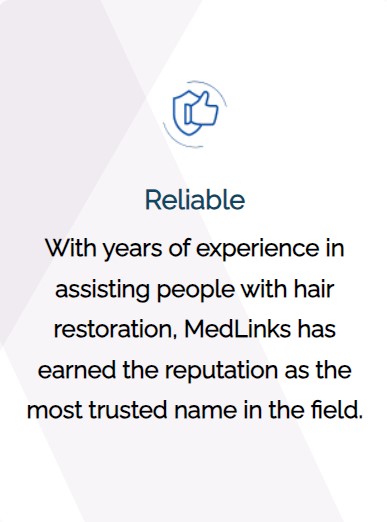 Reliable
With years of experience in
assisting people with hair
restoration, MedLinks has
earned the reputation as the
most trusted name in the field.